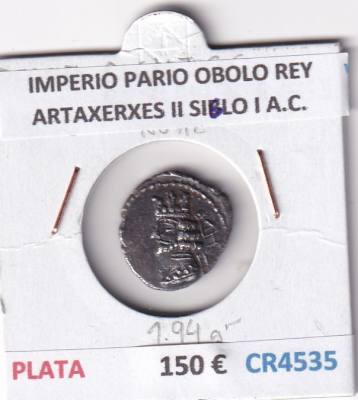 IMPERIO PARIO OBOLO REY
ARTAXERXES II SIGLO I A.C.
1.94 gr
PLATA 150 € CR4535